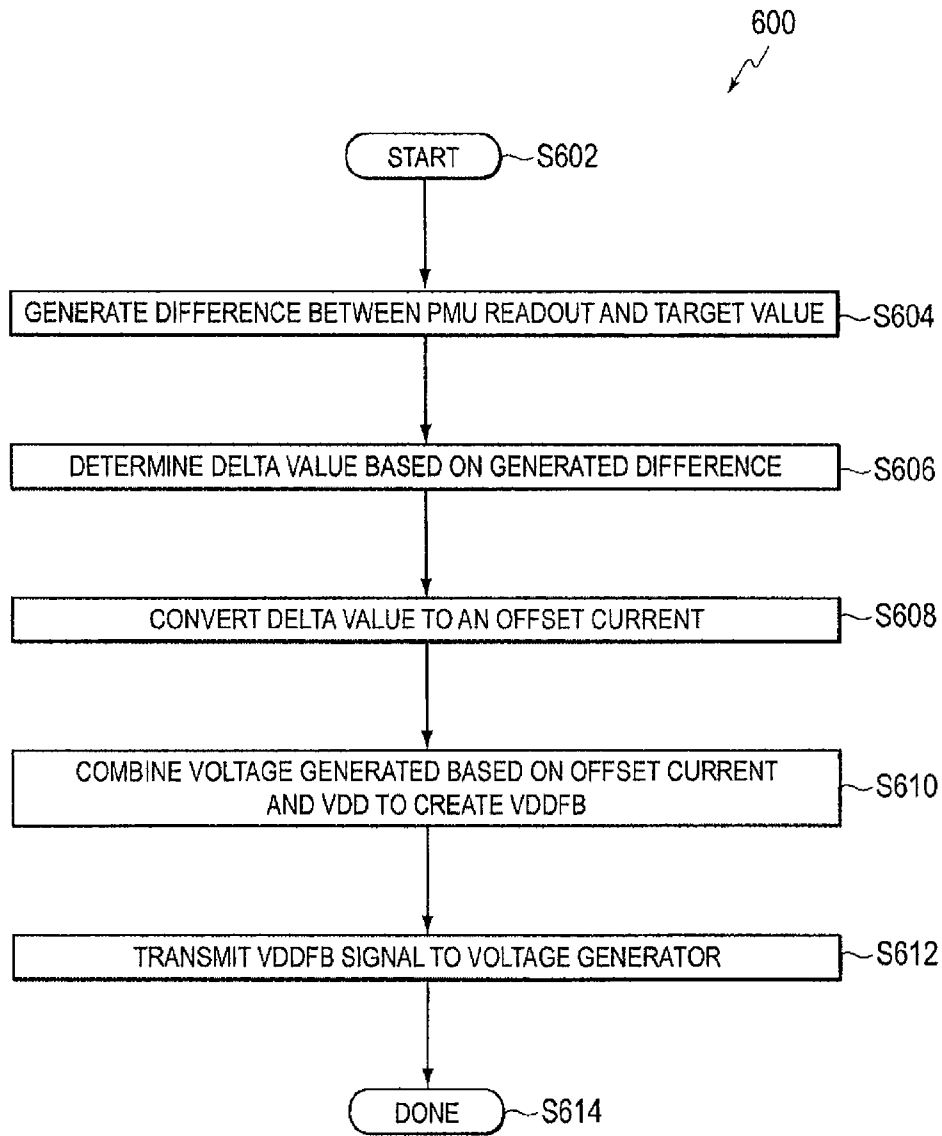 600
START
S602
GENERATE DIFFERENCE BETWEEN PMU READOUT AND TARGET VALUE
S604
DETERMINE DELTA VALUE BASED ON GENERATED DIFFERENCE
S606
CONVERT DELTA VALUE TO AN OFFSET CURRENT
S608
COMBINE VOLTAGE GENERATED BASED ON OFFSET CURRENT
AND VDD TO CREATE VDDFB
S610
TRANSMIT VDDFB SIGNAL TO VOLTAGE GENERATOR
S612
DONE
S614